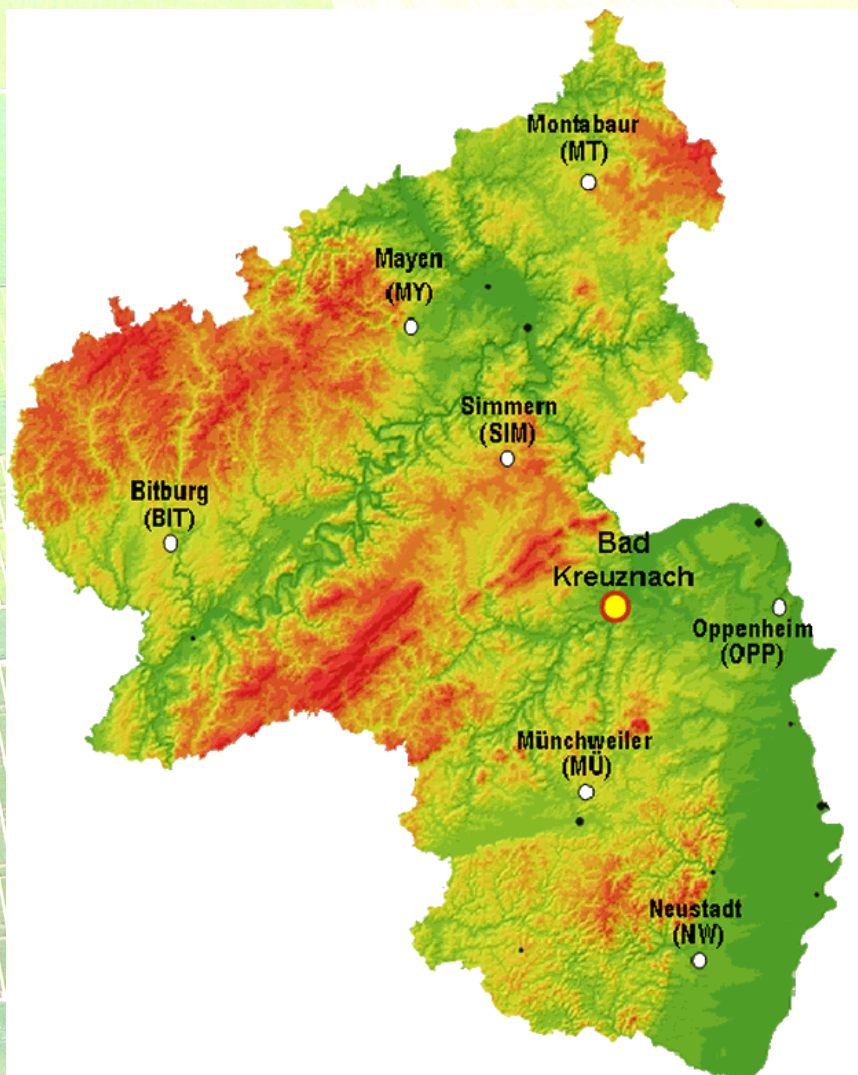 Montabaur
(MT)
Mayen
(MY)
Simmern
(SIM)
Bitburg
(BIT)
Bad
Kreuznach
Oppenheim
(OPP)
Münchweiler
(MÜ)
Neustadt
(NW)